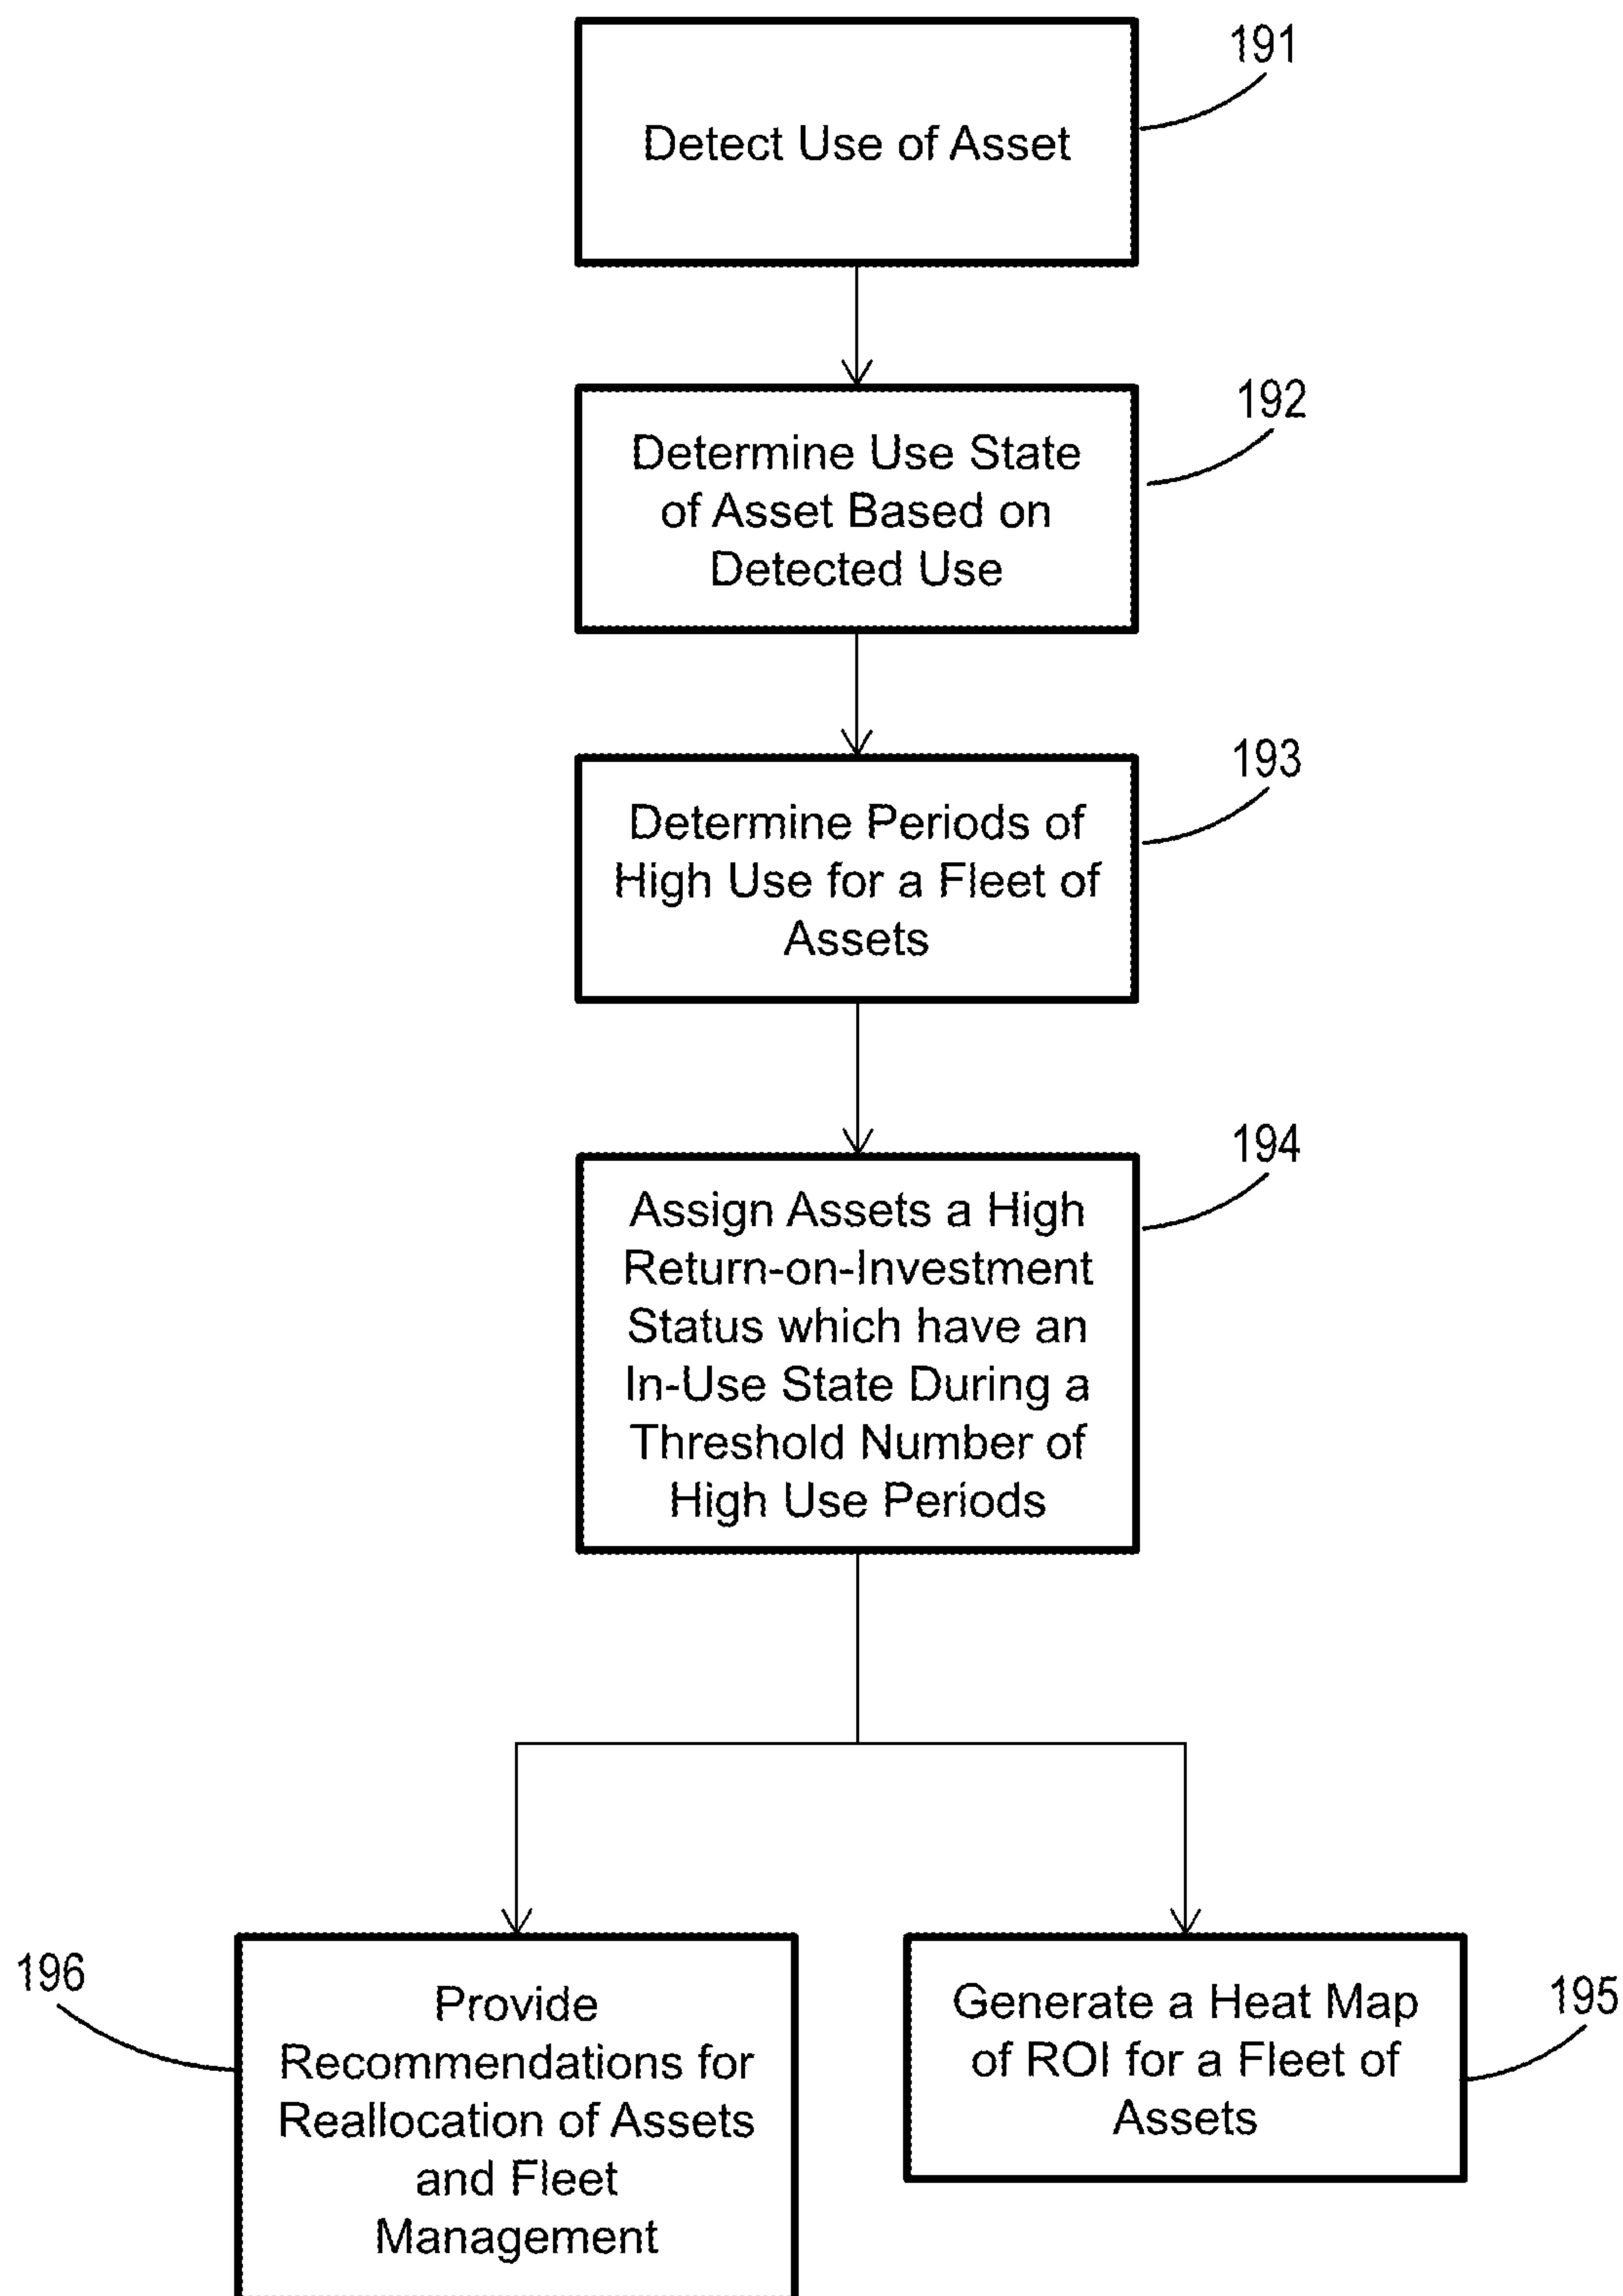 191
Detect Use of Asset
192
Determine Use State
of Asset Based on
Detected Use
193
Determine Periods of
High Use for a Fleet of
Assets
194
Assign Assets a High
Return-on-Investment
Status which have an
In-Use State During a
Threshold Number of
High Use Periods
196
Provide
Recommendations for
Reallocation of Assets
and Fleet
Management
195
Generate a Heat Map
of ROI for a Fleet of
Assets